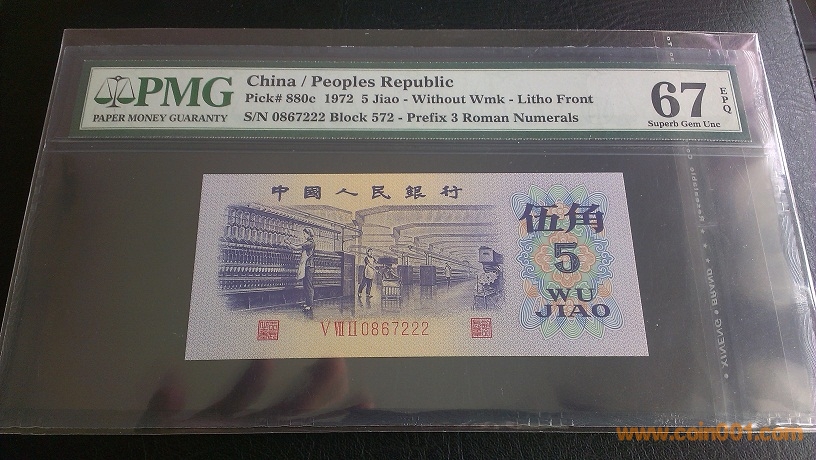 PMG
PAPER MONEY GUARANTY
China / Peoples Republic
Pick# 880c 1972 5 Jiao - Without Wmk - Litho Front
S/N 0867222 Block 572 - Prefix 3 Roman Numerals
67 EPQ
Superb Gem Unc
中國人民銀行
伍角
5
WU
JIAO
V VII II 0867222
XINFENG • BRAND
www.coin001.com